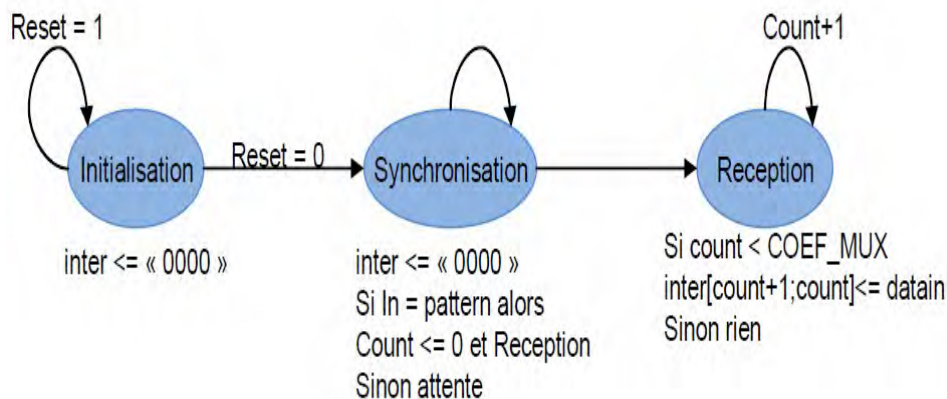 Reset = 1
Count+1
Initialisation
Reset = 0
Synchronisation
Reception
inter <= « 0000 »
inter <= « 0000 »
Si In = pattern alors
Count <= 0 et Reception
Sinon attente
Si count < COEF_MUX
inter[count+1;count]<= datain
Sinon rien